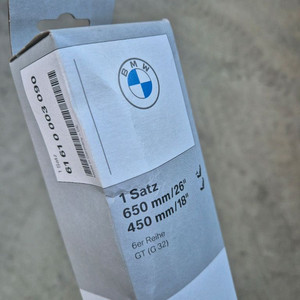 BMW
1 Satz
650 mm/26"
450 mm/18"
6er Reihe
GT (G 32)
61 61 0 003 090